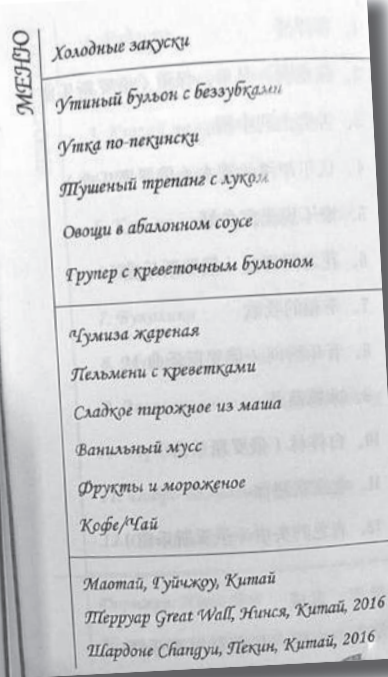 МЕНЮ
Холодные закуски
Утиный бульон с беззубками
Утка по-пекински
Тушеный трепанг с луком
Овощи в абалонном соусе
Групер с креветочным бульоном
Чумиза жареная
Пельмени с креветками
Сладкое пирожное из маша
Ванильный мусс
Фрукты и мороженое
Кофе/Чай
Маотай, Гуйчжоу, Китай
Терруар Great Wall, Нинся, Китай, 2016
Шардоне Changyu, Пекин, Китай, 2016